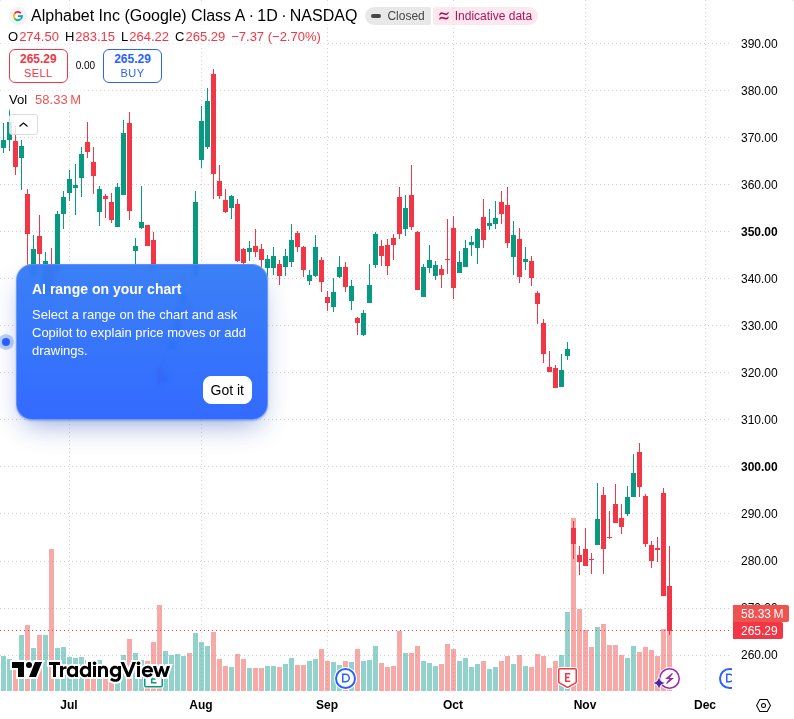 Alphabet Inc (Google) Class A · 1D · NASDAQ Closed Indicative data
O274.50 H283.15 L264.22 C265.29 −7.37 (−2.70%)
265.29 SELL 0.00 265.29 BUY
Vol 58.33 M
390.00
380.00
370.00
360.00
350.00
340.00
AI range on your chart
Select a range on the chart and ask
Copilot to explain price moves or add
drawings.
Got it
330.00
320.00
310.00
300.00
290.00
280.00
58.33 M
265.29
260.00
TradingView
E
D
E
D
Jul Aug Sep Oct Nov Dec